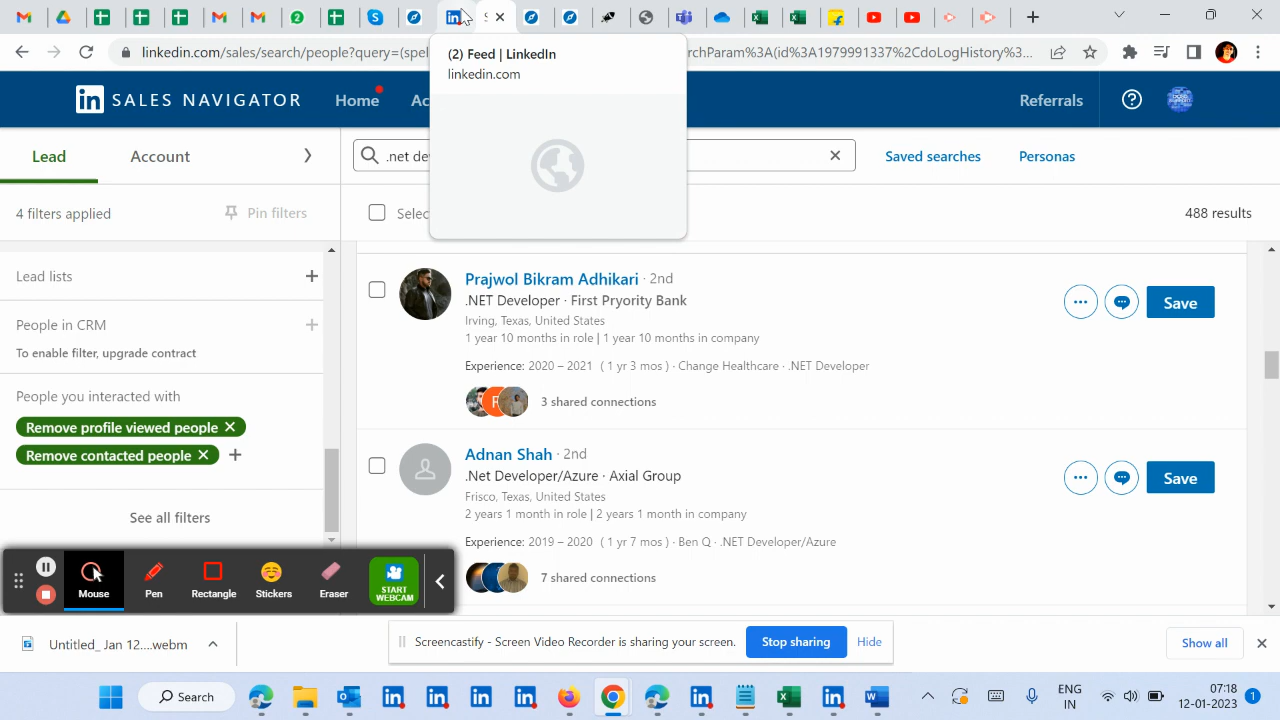 2
S
linkedin.com/sales/search/people?query=(spel
rchParam%3A(id%3A1979991337%2CdoLogHistory%3...
(2) Feed | LinkedIn
linkedin.com
in SALES NAVIGATOR
Home
Ac
Referrals
Lead
Account
.net de
Saved searches
Personas
4 filters applied
Pin filters
Selec
488 results
Lead lists
People in CRM
To enable filter, upgrade contract
People you interacted with
Remove profile viewed people
Remove contacted people
See all filters
Prajwol Bikram Adhikari · 2nd
.NET Developer · First Pryority Bank
Irving, Texas, United States
1 year 10 months in role | 1 year 10 months in company
Experience: 2020 – 2021 ( 1 yr 3 mos ) · Change Healthcare · .NET Developer
3 shared connections
Save
Adnan Shah · 2nd
.Net Developer/Azure · Axial Group
Frisco, Texas, United States
2 years 1 month in role | 2 years 1 month in company
Experience: 2019 – 2020 ( 1 yr 7 mos ) · Ben Q · .NET Developer/Azure
7 shared connections
Save
Mouse
Pen
Rectangle
Stickers
Eraser
START
WEBCAM
Untitled_ Jan 12....webm
Screencastify - Screen Video Recorder is sharing your screen.
Stop sharing
Hide
Show all
Search
ENG
IN
07:18
12-01-2023
1